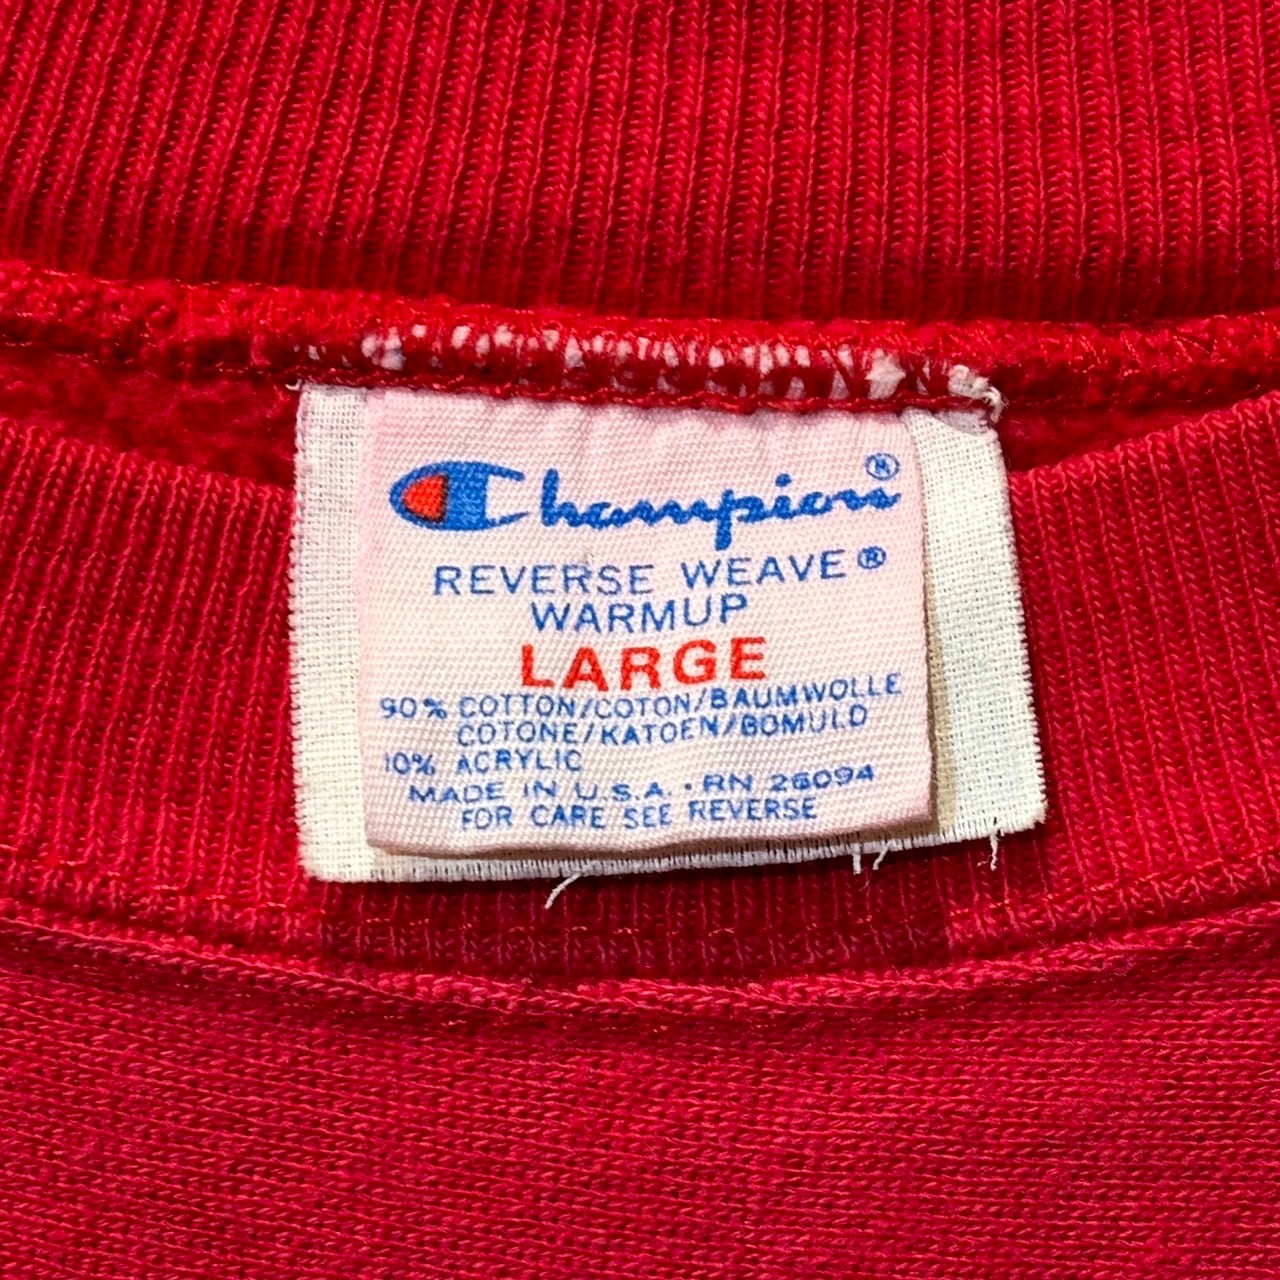 Champion®
REVERSE WEAVE®
WARMUP
LARGE
90% COTTON/COTON/BAUMWOLLE
COTONE/KATOEN/BOMULD
10% ACRYLIC
MADE IN U.S.A · RN 26094
FOR CARE SEE REVERSE